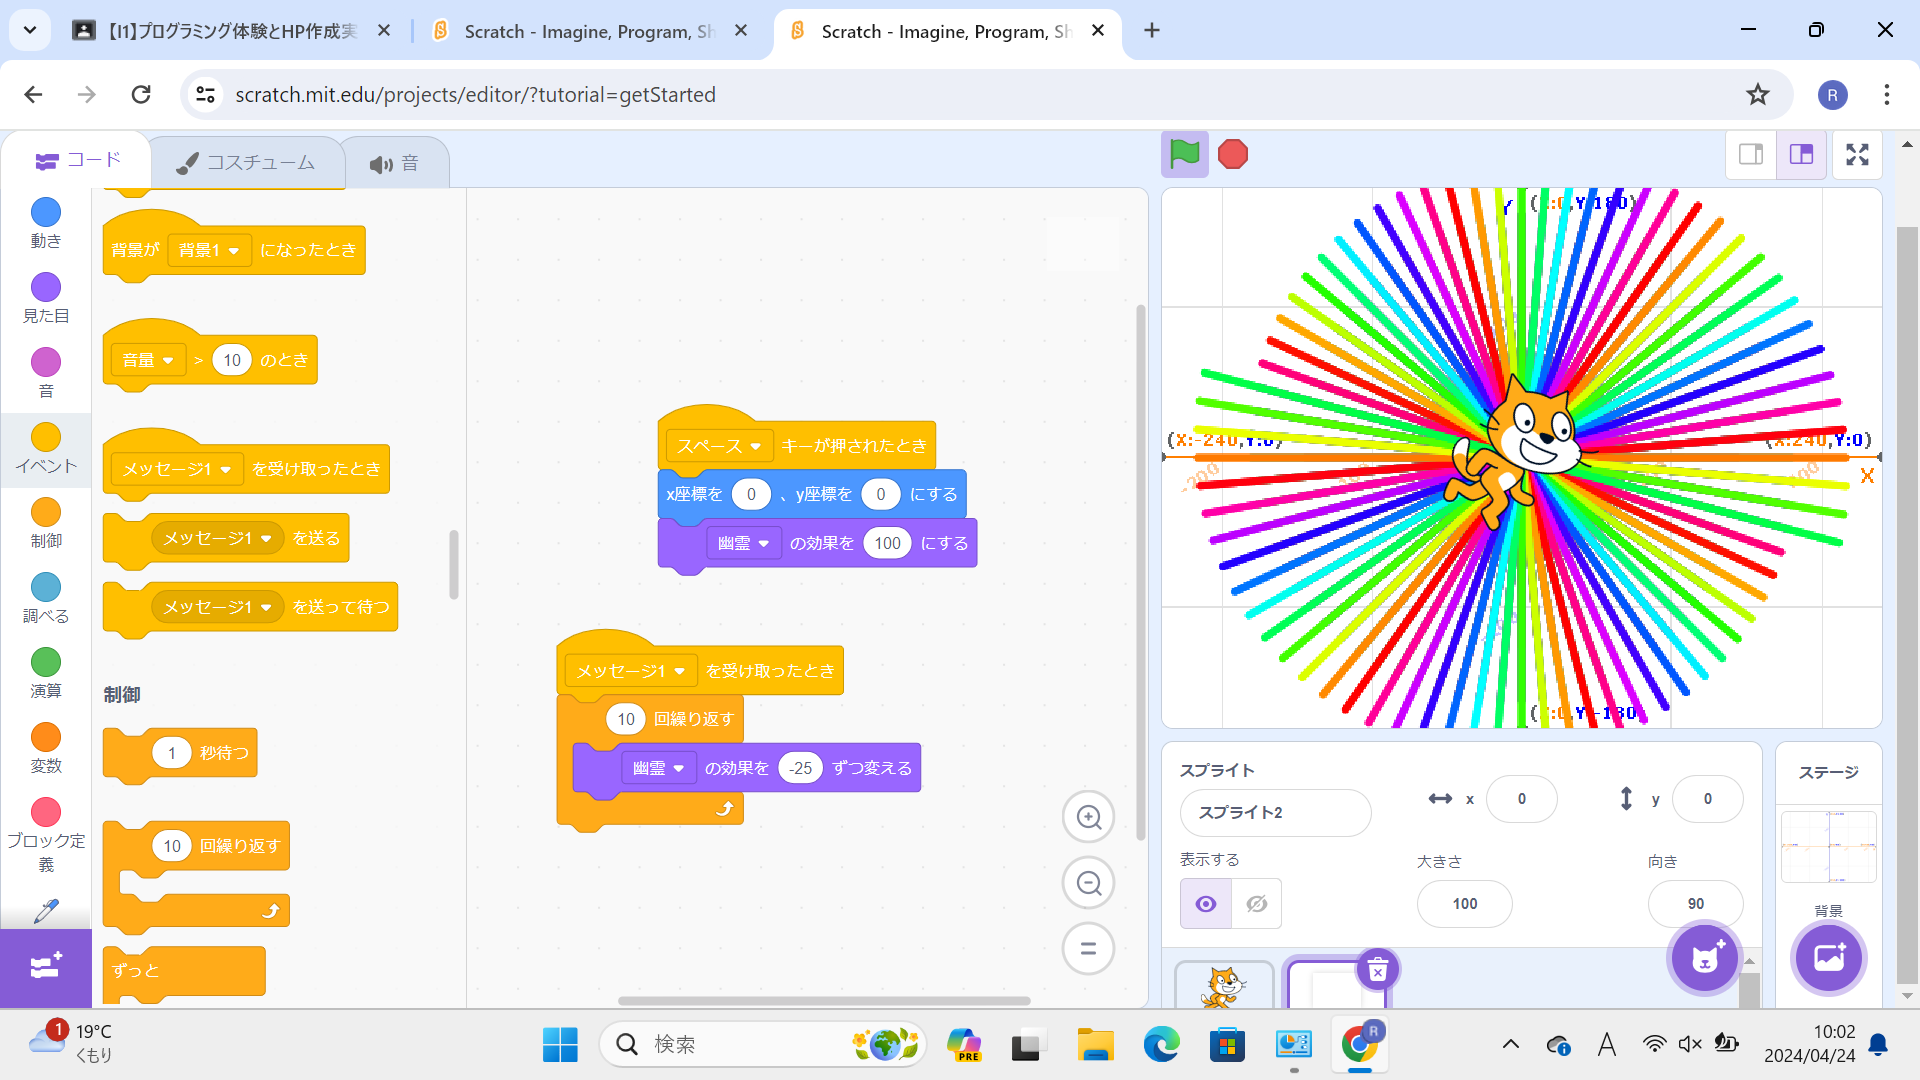 【I1】プログラミング体験とHP作成実
Scratch - Imagine, Program, Sh
Scratch - Imagine, Program, Sh
scratch.mit.edu/projects/editor/?tutorial=getStarted
R
コード
コスチューム
音
動き
見た目
音
イベント
制御
調べる
演算
変数
ブロック定義
背景が 背景1 になったとき
音量 > 10 のとき
メッセージ1 を受け取ったとき
メッセージ1 を送る
メッセージ1 を送って待つ
制御
1 秒待つ
10 回繰り返す
ずっと
スペース キーが押されたとき
x座標を 0 、y座標を 0 にする
幽霊 の効果を 100 にする
メッセージ1 を受け取ったとき
10 回繰り返す
幽霊 の効果を -25 ずつ変える
Y
(X:-240,Y:0)
(X:240,Y:0)
-200
X
スプライト
スプライト2
x 0
y 0
表示する
大きさ 100
向き 90
ステージ
背景
1
19°C
くもり
検索
PRE
R
A
10:02
2024/04/24